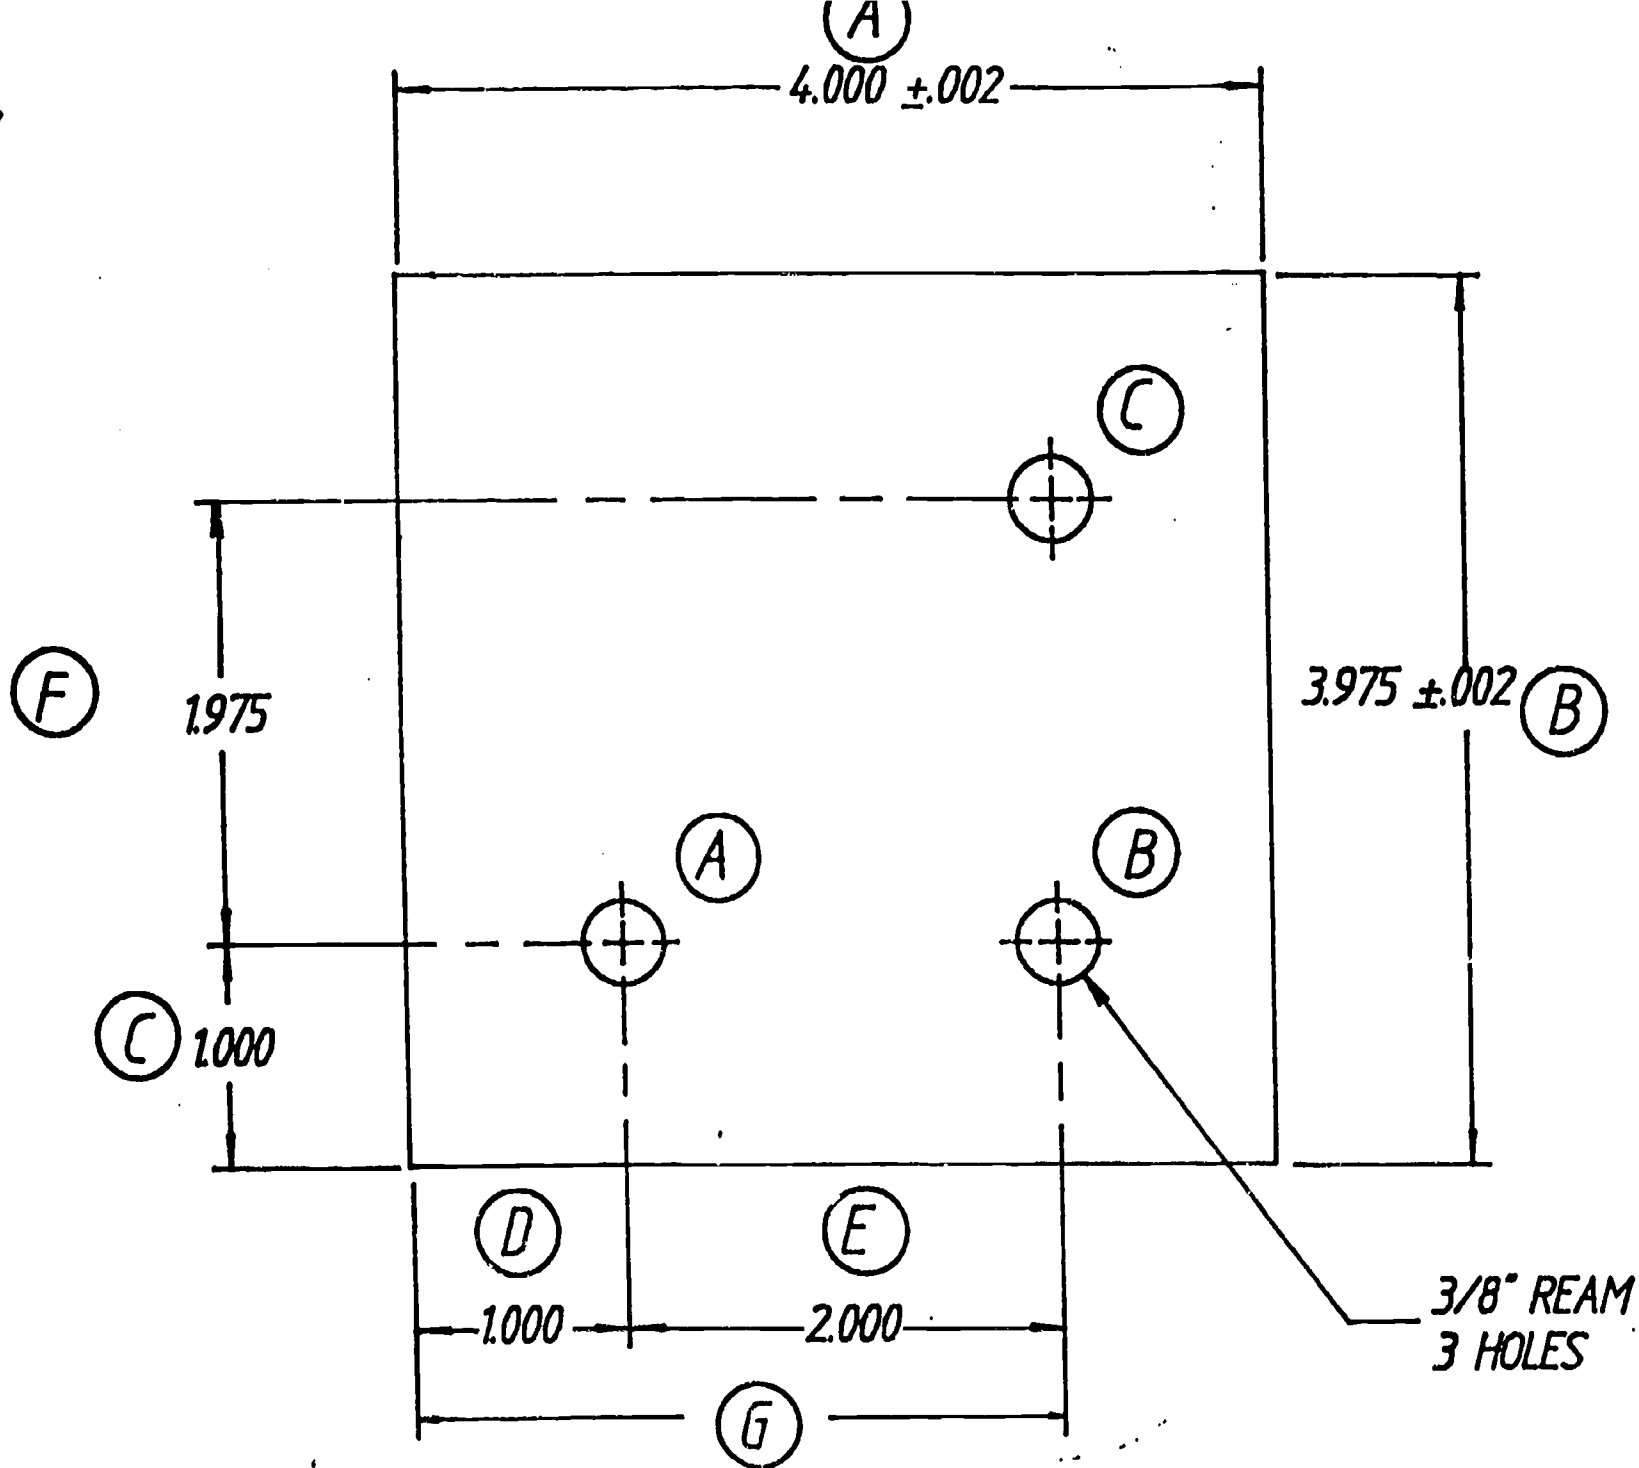 A
4.000 ±.002
C
F
1.975
3.975 ±.002 B
A
B
C 1.000
D
E
1.000
2.000
3/8" REAM
3 HOLES
G